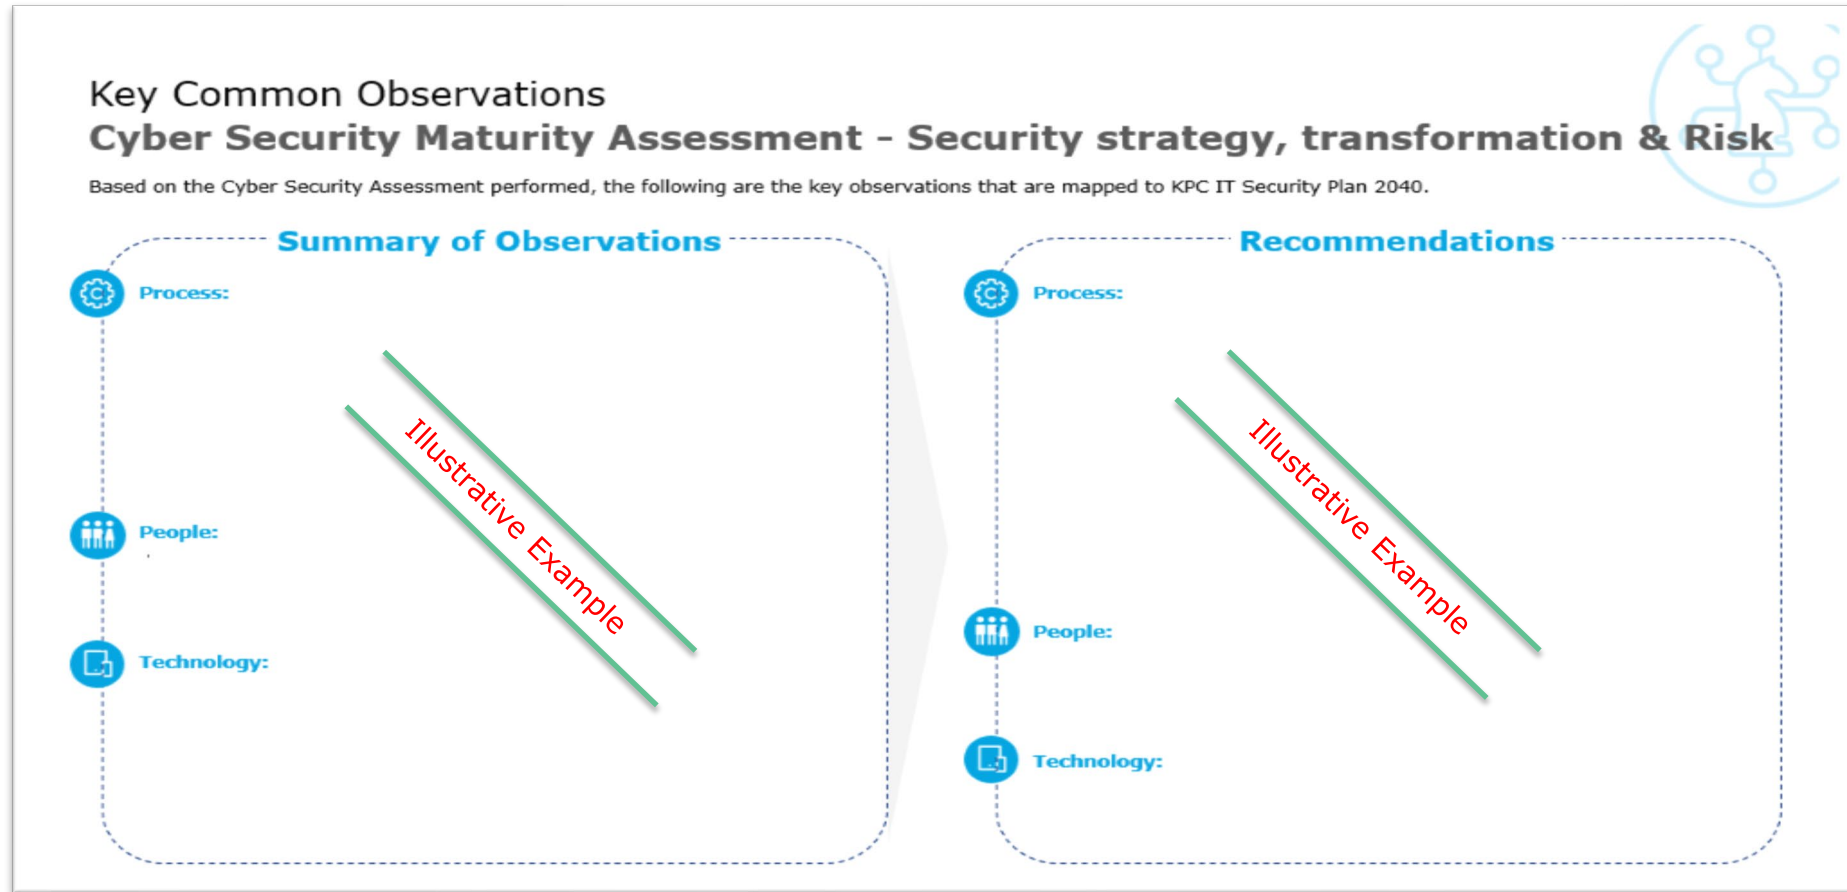 Key Common Observations
Cyber Security Maturity Assessment - Security strategy, transformation & Risk
Based on the Cyber Security Assessment performed, the following are the key observations that are mapped to KPC IT Security Plan 2040.
Summary of Observations
Process:
Illustrative Example
People:
Technology:
Recommendations
Process:
Illustrative Example
People:
Technology: